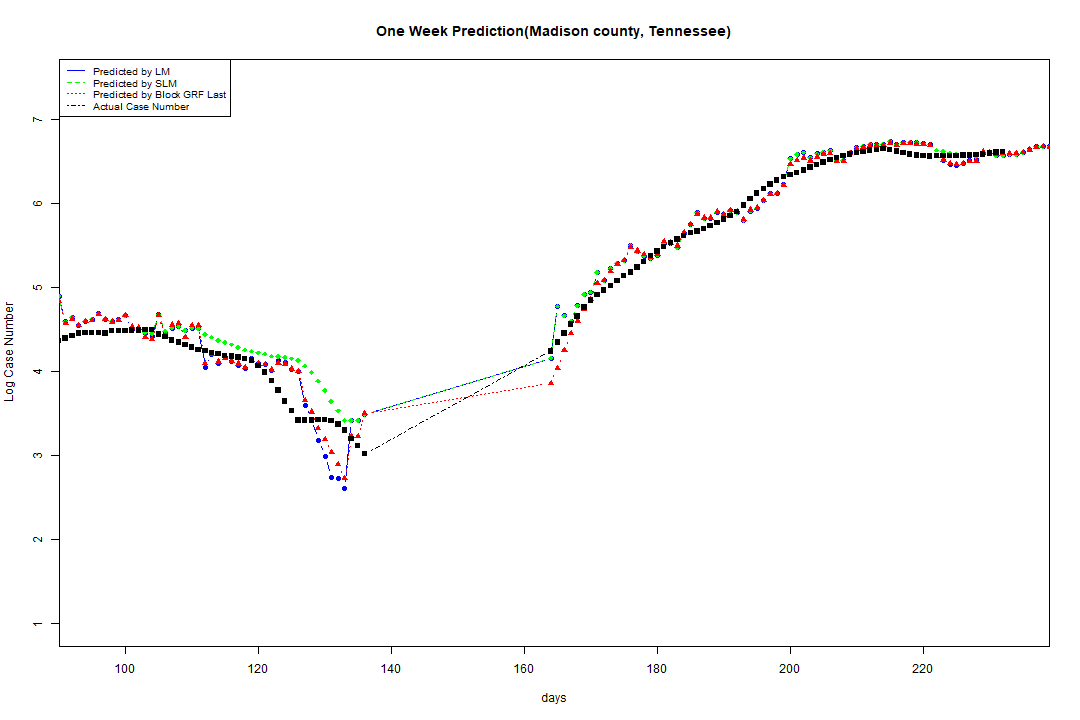 One Week Prediction(Madison county, Tennessee)
Predicted by LM
Predicted by SLM
Predicted by Block GRF Last
Actual Case Number
7
6
5
4
3
2
1
Log Case Number
100 120 140 160 180 200 220
days